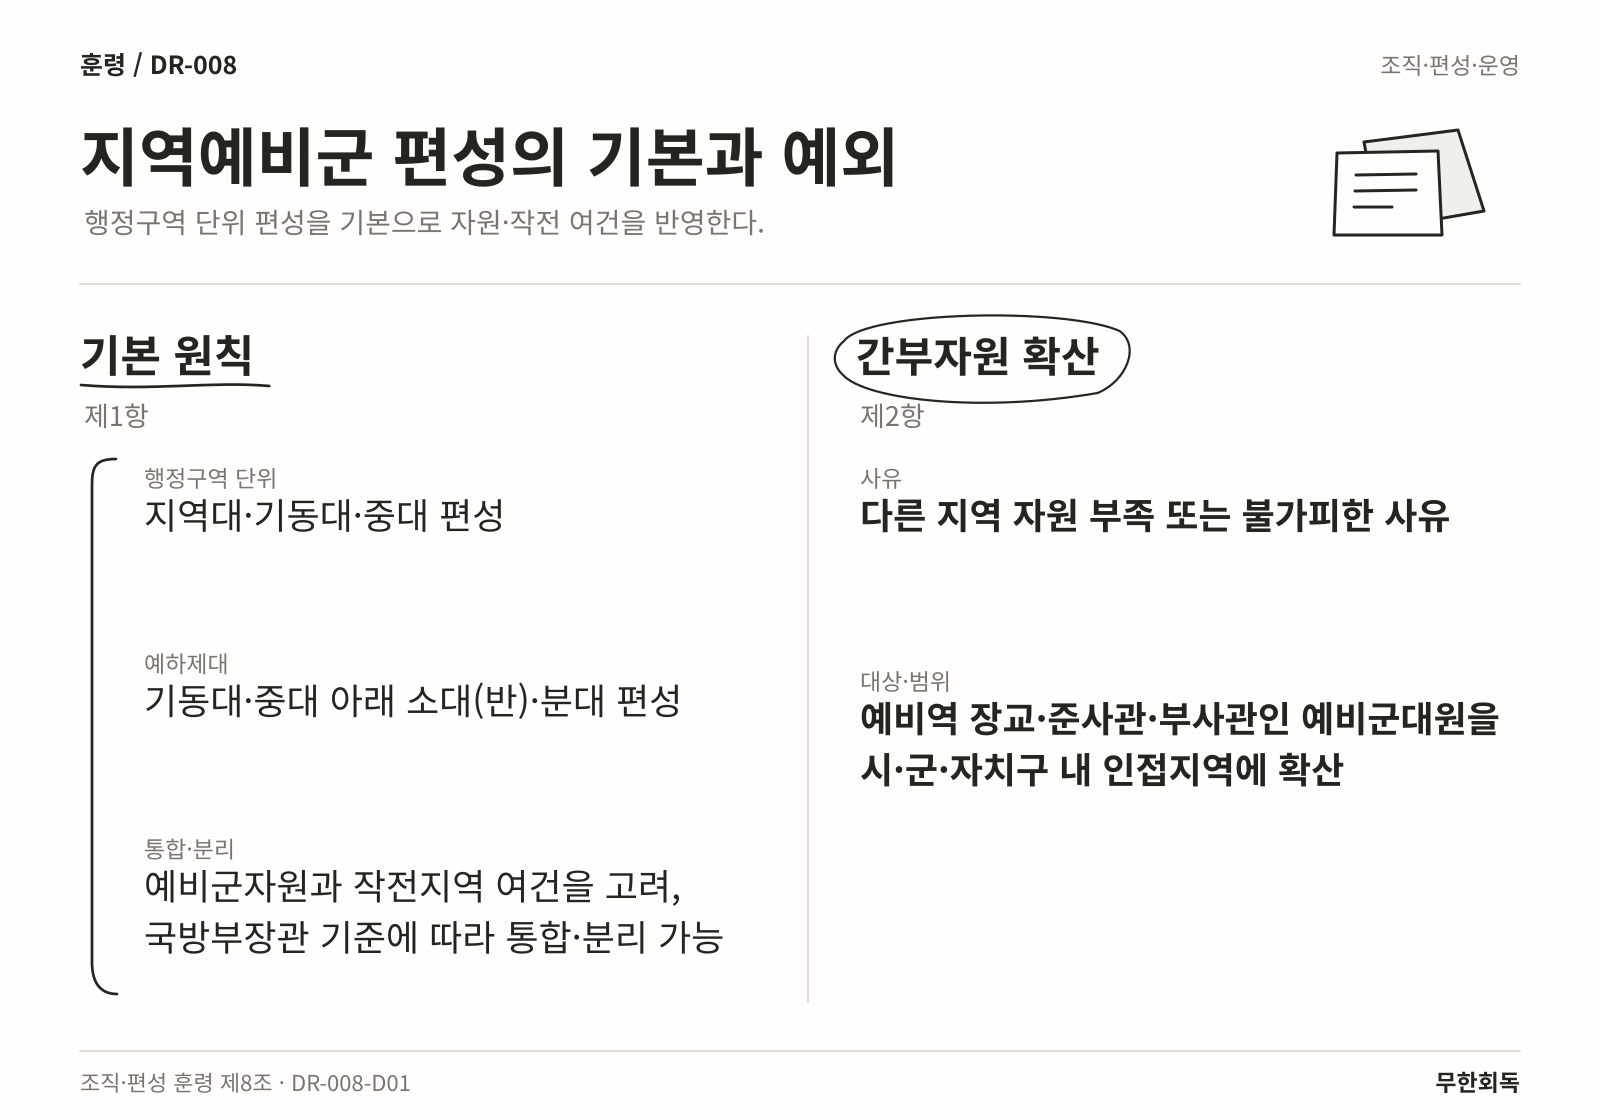 훈령 / DR-008
조직·편성·운영
지역예비군 편성의 기본과 예외
행정구역 단위 편성을 기본으로 자원·작전 여건을 반영한다.
기본 원칙
제1항
행정구역 단위
지역대·기동대·중대 편성
예하제대
기동대·중대 아래 소대(반)·분대 편성
통합·분리
예비군자원과 작전지역 여건을 고려,
국방부장관 기준에 따라 통합·분리 가능
간부자원 확산
제2항
사유
다른 지역 자원 부족 또는 불가피한 사유
대상·범위
예비역 장교·준사관·부사관인 예비군대원을
시·군·자치구 내 인접지역에 확산
조직·편성 훈령 제8조 · DR-008-D01
무한회독